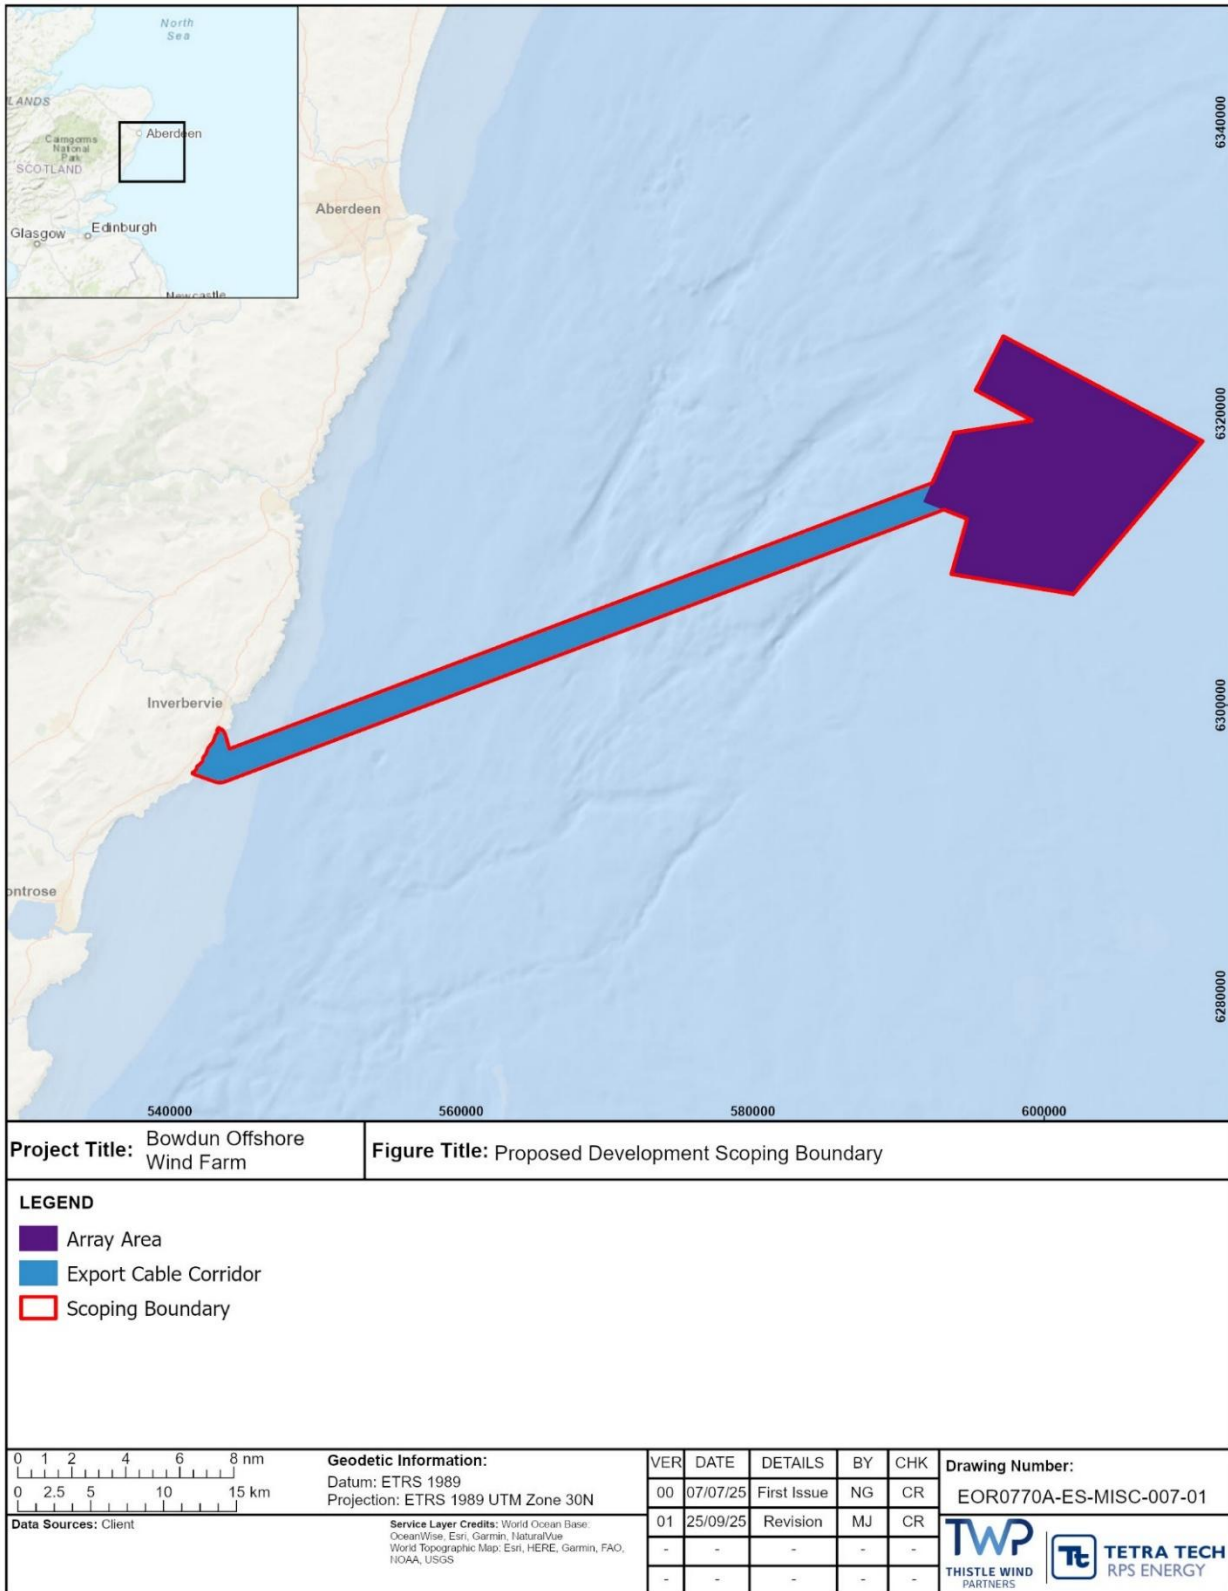 North
Sea
LANDS
Cairngorms
National
Park
Aberdeen
SCOTLAND
Glasgow
Edinburgh
Newcastle
Aberdeen
Inverbervie
ontrose
6340000
6320000
6300000
6280000
540000
560000
580000
600000
Project Title: Bowdun Offshore
Wind Farm
Figure Title: Proposed Development Scoping Boundary
LEGEND
Array Area
Export Cable Corridor
Scoping Boundary
0 1 2 4 6 8 nm
0 2.5 5 10 15 km
Geodetic Information:
Datum: ETRS 1989
Projection: ETRS 1989 UTM Zone 30N
Data Sources: Client
Service Layer Credits: World Ocean Base:
OceanWise, Esri, Garmin, NaturalVue
World Topographic Map: Esri, HERE, Garmin, FAO,
NOAA, USGS
VER DATE DETAILS BY CHK
00 07/07/25 First Issue NG CR
01 25/09/25 Revision MJ CR
- - - - -
- - - - -
Drawing Number:
EOR0770A-ES-MISC-007-01
TWP
THISTLE WIND
PARTNERS
Tt
TETRA TECH
RPS ENERGY